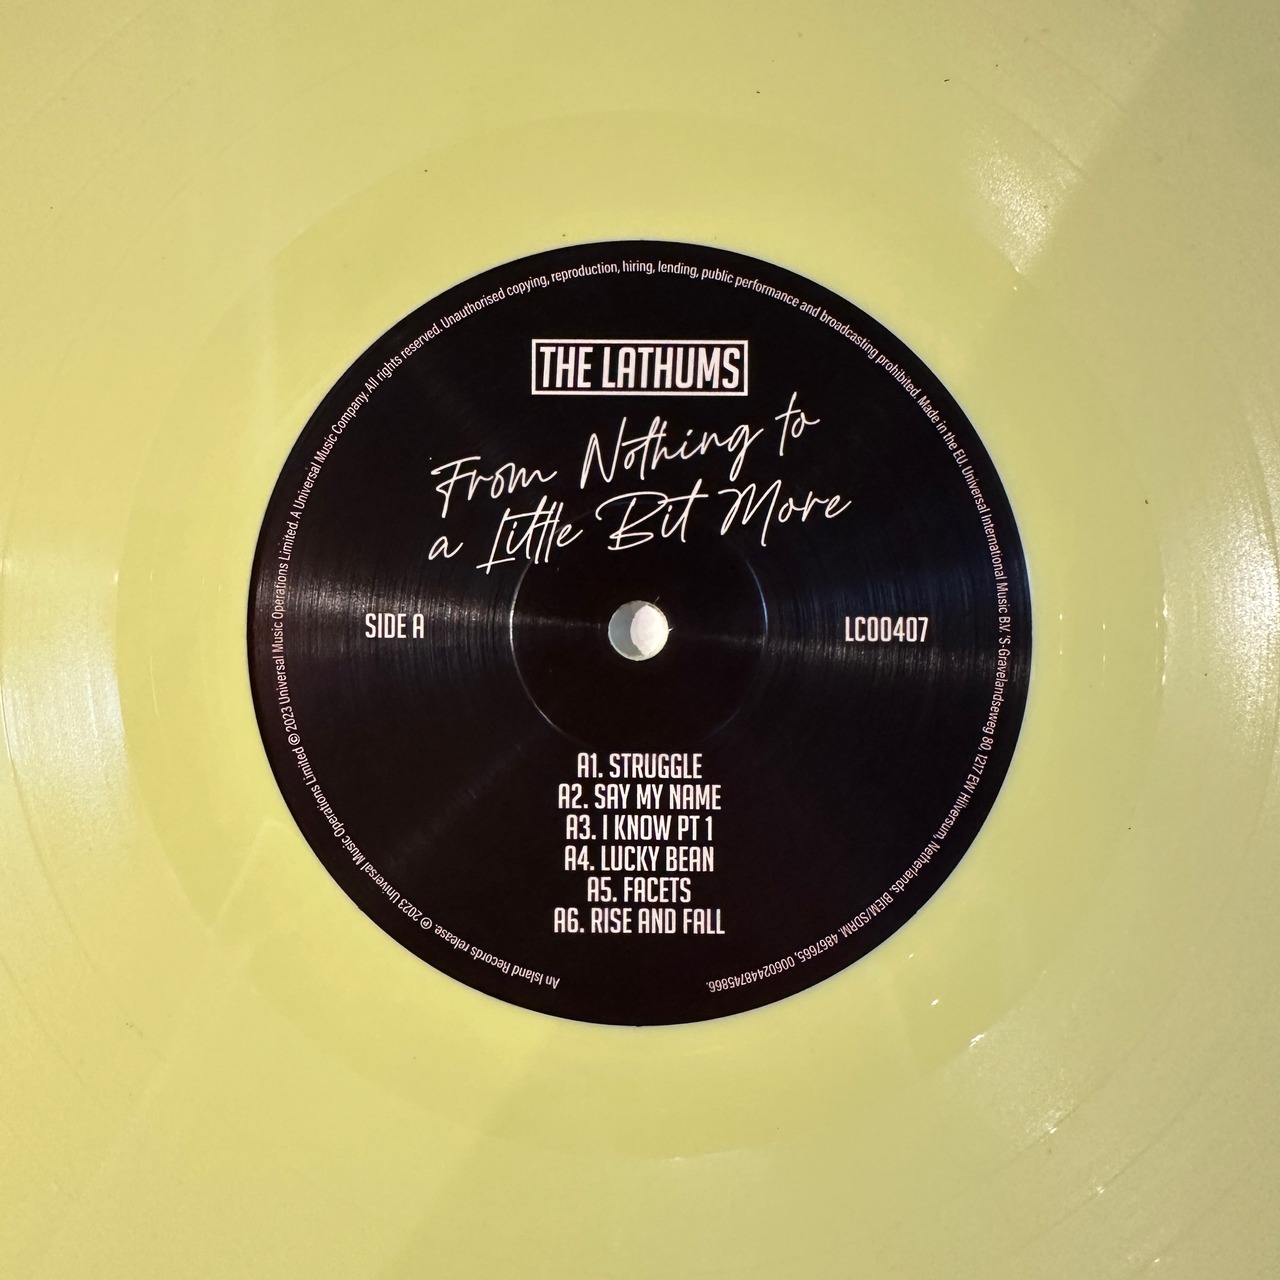 THE LATHUMS
From Nothing to
a Little Bit More
SIDE A
LC00407
A1. STRUGGLE
A2. SAY MY NAME
A3. I KNOW PT 1
A4. LUCKY BEAN
A5. FACETS
A6. RISE AND FALL
An Island Records release. ℗ 2023 Universal Music Operations Limited © 2023 Universal Music Operations Limited. A Universal Music Company. All rights reserved. Unauthorised copying, reproduction, hiring, lending, public performance and broadcasting prohibited. Made in the EU. Universal International Music B.V. 'S-Gravelandseweg 80, 1217 EW Hilversum, Netherlands. BIEM/SDRM. 4867665, 00602448745866.